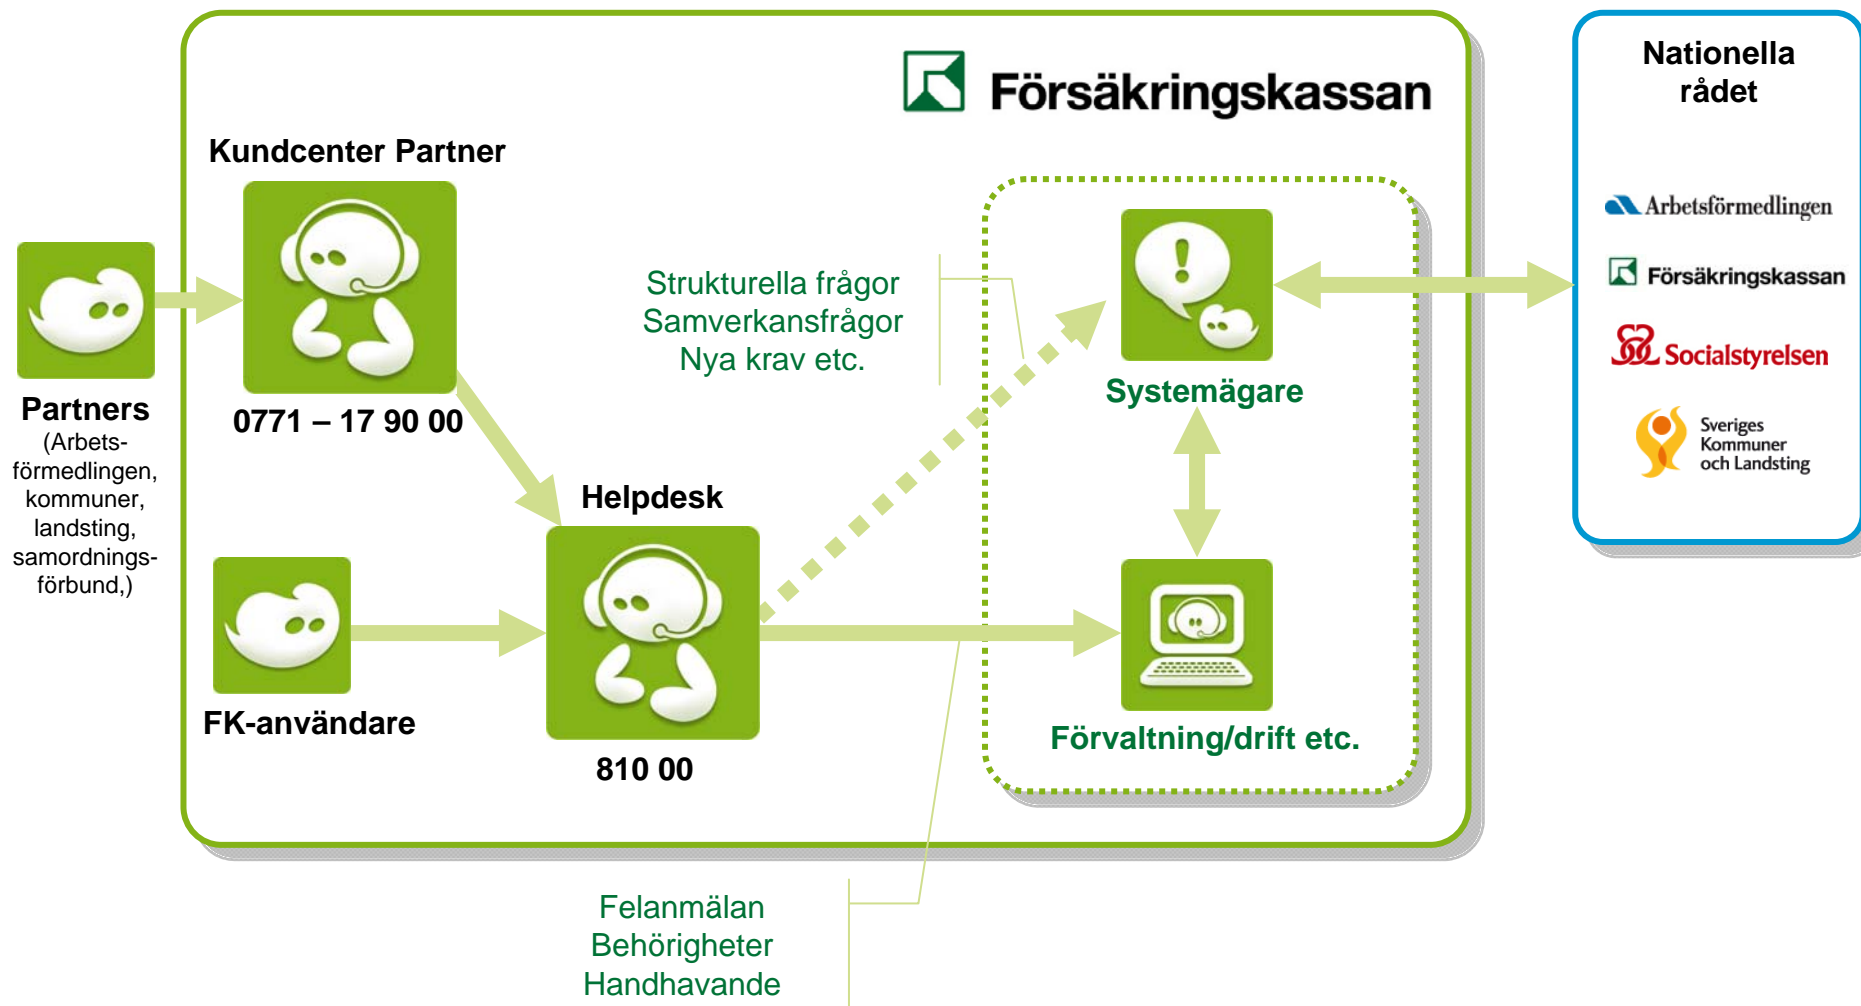 Försäkringskassan
Nationella
rådet
Arbetsförmedlingen
Försäkringskassan
Socialstyrelsen
Sveriges
Kommuner
och Landsting
Kundcenter Partner
0771 – 17 90 00
Partners
(Arbets-
förmedlingen,
kommuner,
landsting,
samordnings-
förbund,)
Strukturella frågor
Samverkansfrågor
Nya krav etc.
Systemägare
Helpdesk
810 00
FK-användare
Förvaltning/drift etc.
Felanmälan
Behörigheter
Handhavande